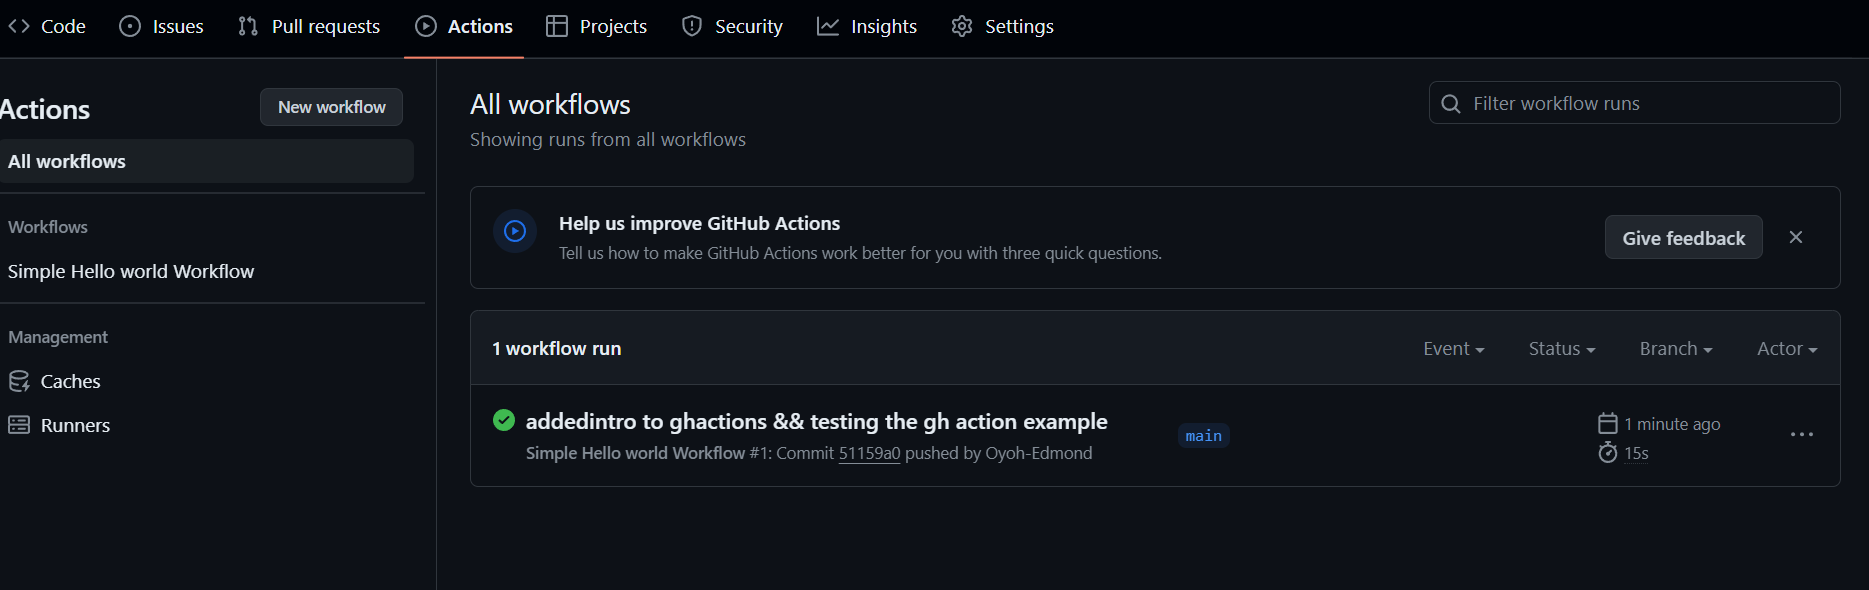 Code Issues Pull requests Actions Projects Security Insights Settings
Actions
New workflow
All workflows
Workflows
Simple Hello world Workflow
Management
Caches
Runners
All workflows
Showing runs from all workflows
Filter workflow runs
Help us improve GitHub Actions
Tell us how to make GitHub Actions work better for you with three quick questions.
Give feedback
1 workflow run
Event Status Branch Actor
addedintro to ghactions && testing the gh action example
Simple Hello world Workflow #1: Commit 51159a0 pushed by Oyoh-Edmond
main
1 minute ago
15s